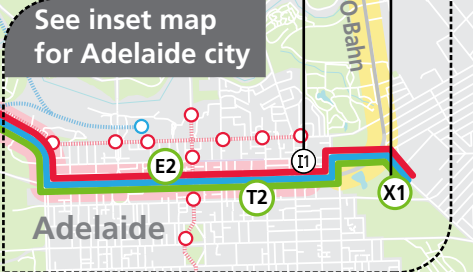 See inset map
for Adelaide city
O-Bahn
E2
I1
T2
X1
Adelaide